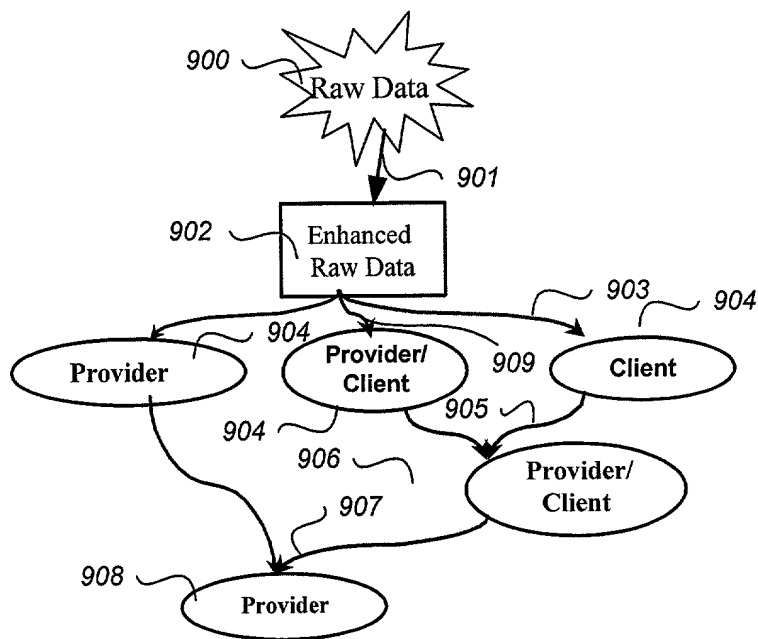 900
Raw Data
901
902
Enhanced
Raw Data
903
904
904
Provider
Provider/
Client
909
Client
904
905
906
Provider/
Client
907
908
Provider